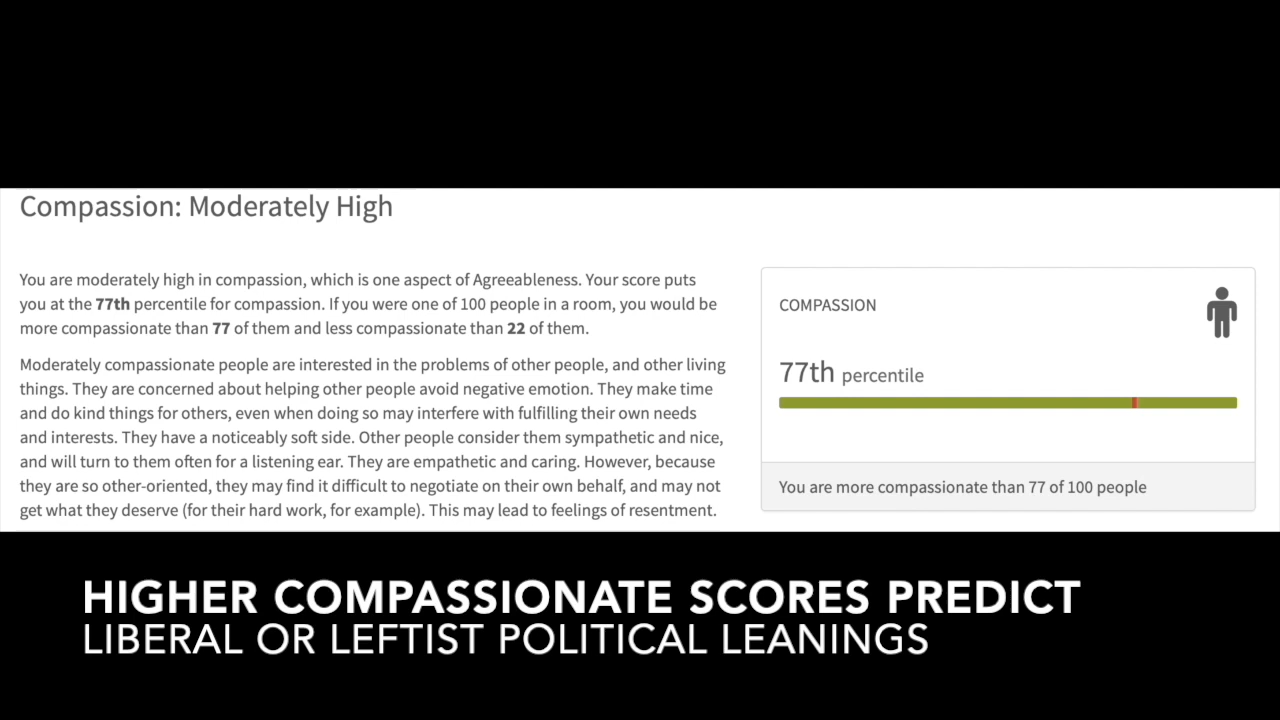 Compassion: Moderately High
You are moderately high in compassion, which is one aspect of Agreeableness. Your score puts
you at the 77th percentile for compassion. If you were one of 100 people in a room, you would be
more compassionate than 77 of them and less compassionate than 22 of them.
Moderately compassionate people are interested in the problems of other people, and other living
things. They are concerned about helping other people avoid negative emotion. They make time
and do kind things for others, even when doing so may interfere with fulfilling their own needs
and interests. They have a noticeably soft side. Other people consider them sympathetic and nice,
and will turn to them often for a listening ear. They are empathetic and caring. However, because
they are so other-oriented, they may find it difficult to negotiate on their own behalf, and may not
get what they deserve (for their hard work, for example). This may lead to feelings of resentment.
COMPASSION
77th percentile
You are more compassionate than 77 of 100 people
HIGHER COMPASSIONATE SCORES PREDICT
LIBERAL OR LEFTIST POLITICAL LEANINGS